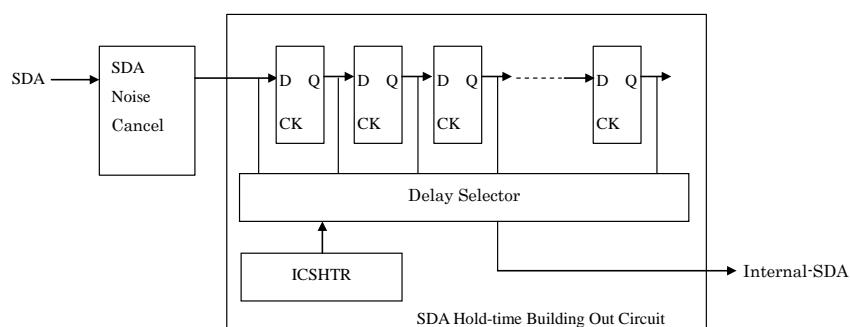 SDA
SDA
Noise
Cancel
D Q
CK
D Q
CK
D Q
CK
D Q
CK
Delay Selector
ICSHTR
Internal-SDA
SDA Hold-time Building Out Circuit